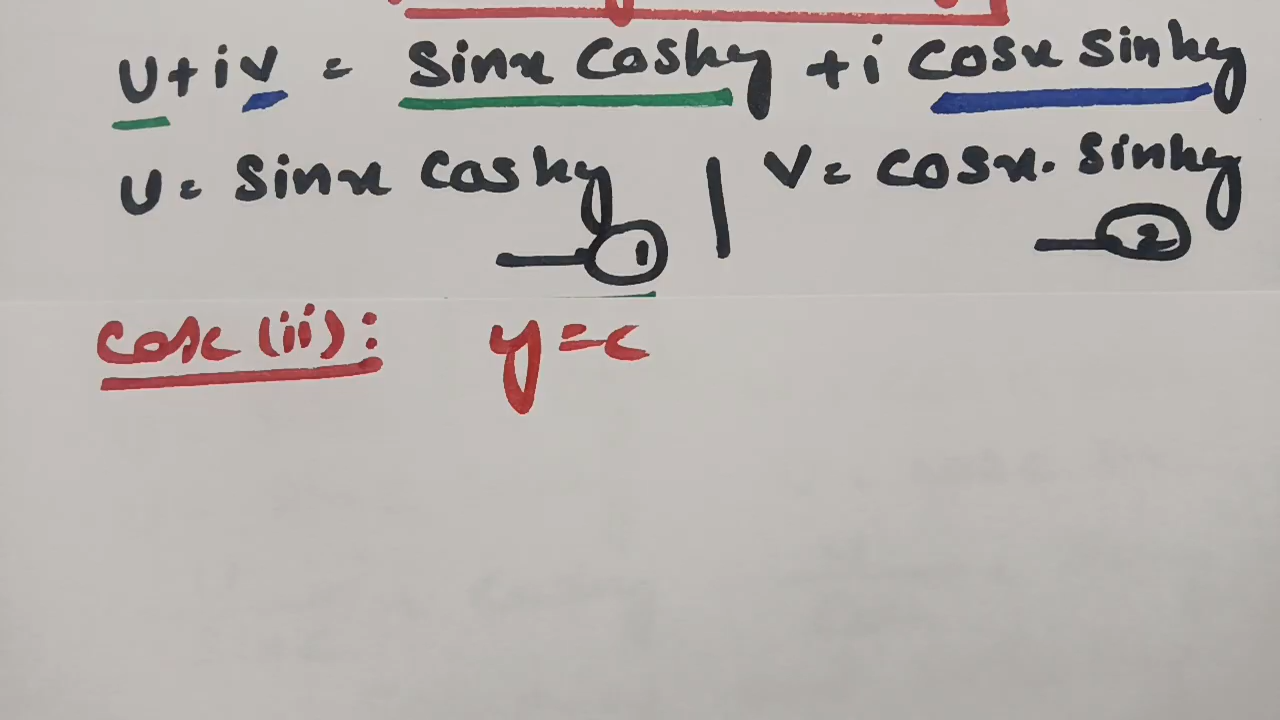 u+iv = sinx coshy + i cosx sinhy
u = sinx coshy — 1 | v = cosx. sinhy — 2
case (ii): y=c